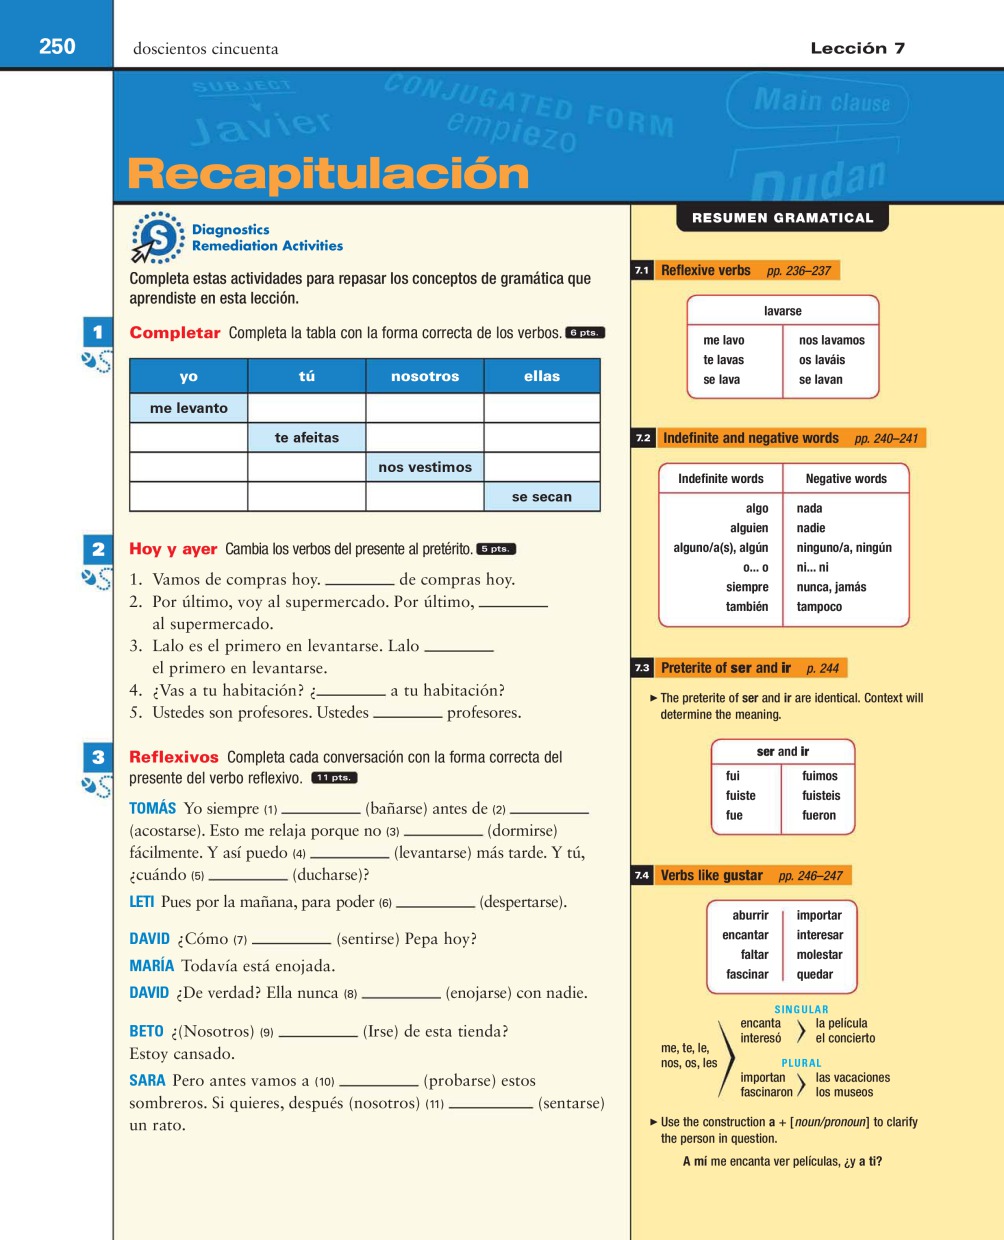 250 doscientos cincuenta Lección 7
SUBJECT
Javier
CONJUGATED FORM
empiezo
Main clause
Dudan
Recapitulación
Diagnostics
Remediation Activities
Completa estas actividades para repasar los conceptos de gramática que
aprendiste en esta lección.
1 Completar Completa la tabla con la forma correcta de los verbos. 6 pts.
yo tú nosotros ellas
me levanto
te afeitas
nos vestimos
se secan
2 Hoy y ayer Cambia los verbos del presente al pretérito. 5 pts.
1. Vamos de compras hoy. ________ de compras hoy.
2. Por último, voy al supermercado. Por último, ________
al supermercado.
3. Lalo es el primero en levantarse. Lalo ________
el primero en levantarse.
4. ¿Vas a tu habitación? ¿________ a tu habitación?
5. Ustedes son profesores. Ustedes ________ profesores.
3 Reflexivos Completa cada conversación con la forma correcta del
presente del verbo reflexivo. 11 pts.
TOMÁS Yo siempre (1) ________ (bañarse) antes de (2) ________
(acostarse). Esto me relaja porque no (3) ________ (dormirse)
fácilmente. Y así puedo (4) ________ (levantarse) más tarde. Y tú,
¿cuándo (5) ________ (ducharse)?
LETI Pues por la mañana, para poder (6) ________ (despertarse).
DAVID ¿Cómo (7) ________ (sentirse) Pepa hoy?
MARÍA Todavía está enojada.
DAVID ¿De verdad? Ella nunca (8) ________ (enojarse) con nadie.
BETO ¿(Nosotros) (9) ________ (Irse) de esta tienda?
Estoy cansado.
SARA Pero antes vamos a (10) ________ (probarse) estos
sombreros. Si quieres, después (nosotros) (11) ________ (sentarse)
un rato.
RESUMEN GRAMATICAL
7.1 Reflexive verbs pp. 236–237
lavarse
me lavo nos lavamos
te lavas os laváis
se lava se lavan
7.2 Indefinite and negative words pp. 240–241
Indefinite words Negative words
algo nada
alguien nadie
alguno/a(s), algún ninguno/a, ningún
o... o ni... ni
siempre nunca, jamás
también tampoco
7.3 Preterite of ser and ir p. 244
► The preterite of ser and ir are identical. Context will
determine the meaning.
ser and ir
fui fuimos
fuiste fuisteis
fue fueron
7.4 Verbs like gustar pp. 246–247
aburrir importar
encantar interesar
faltar molestar
fascinar quedar
SINGULAR
encanta la película
interesó el concierto
me, te, le,
nos, os, les
PLURAL
importan las vacaciones
fascinaron los museos
► Use the construction a + [noun/pronoun] to clarify
the person in question.
A mí me encanta ver películas, ¿y a ti?